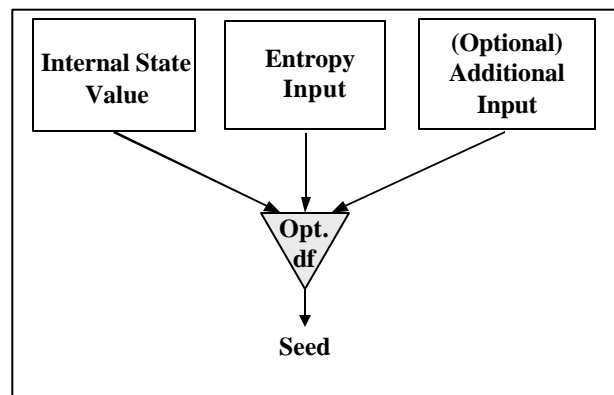 Internal State
Value
Entropy
Input
(Optional)
Additional
Input
Opt.
df
Seed